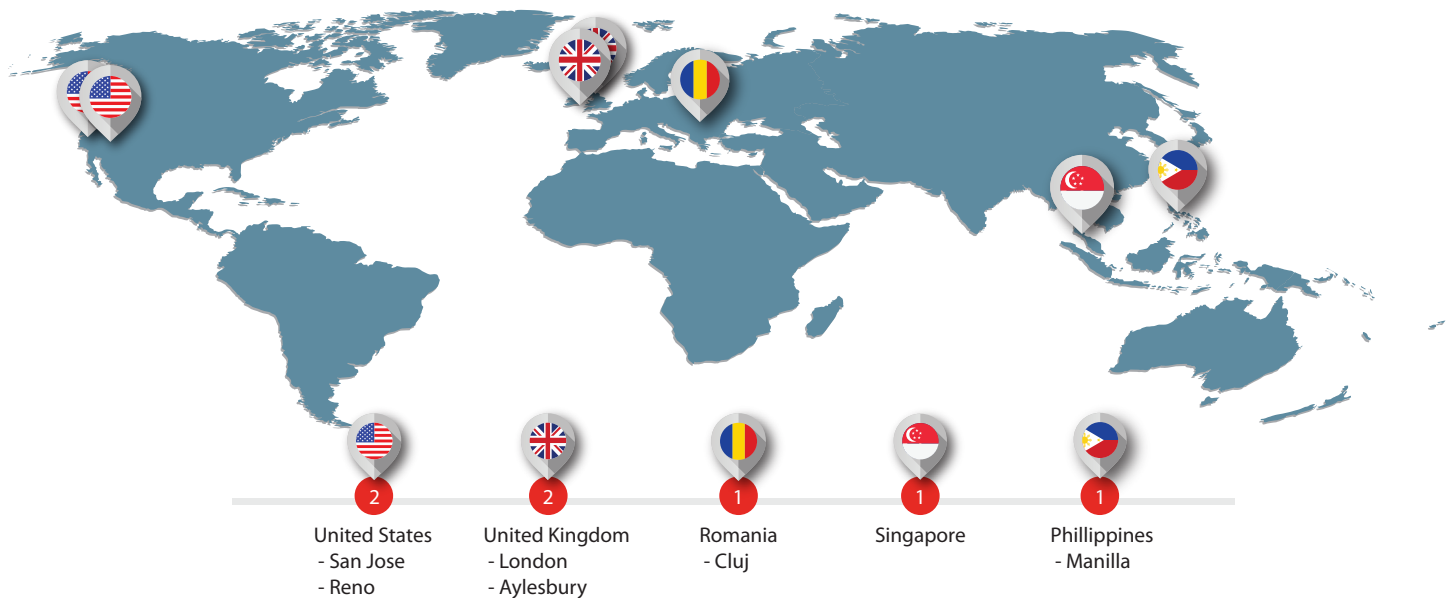 2
2
1
1
1
United States
- San Jose
- Reno
United Kingdom
- London
- Aylesbury
Romania
- Cluj
Singapore
Phillippines
- Manilla